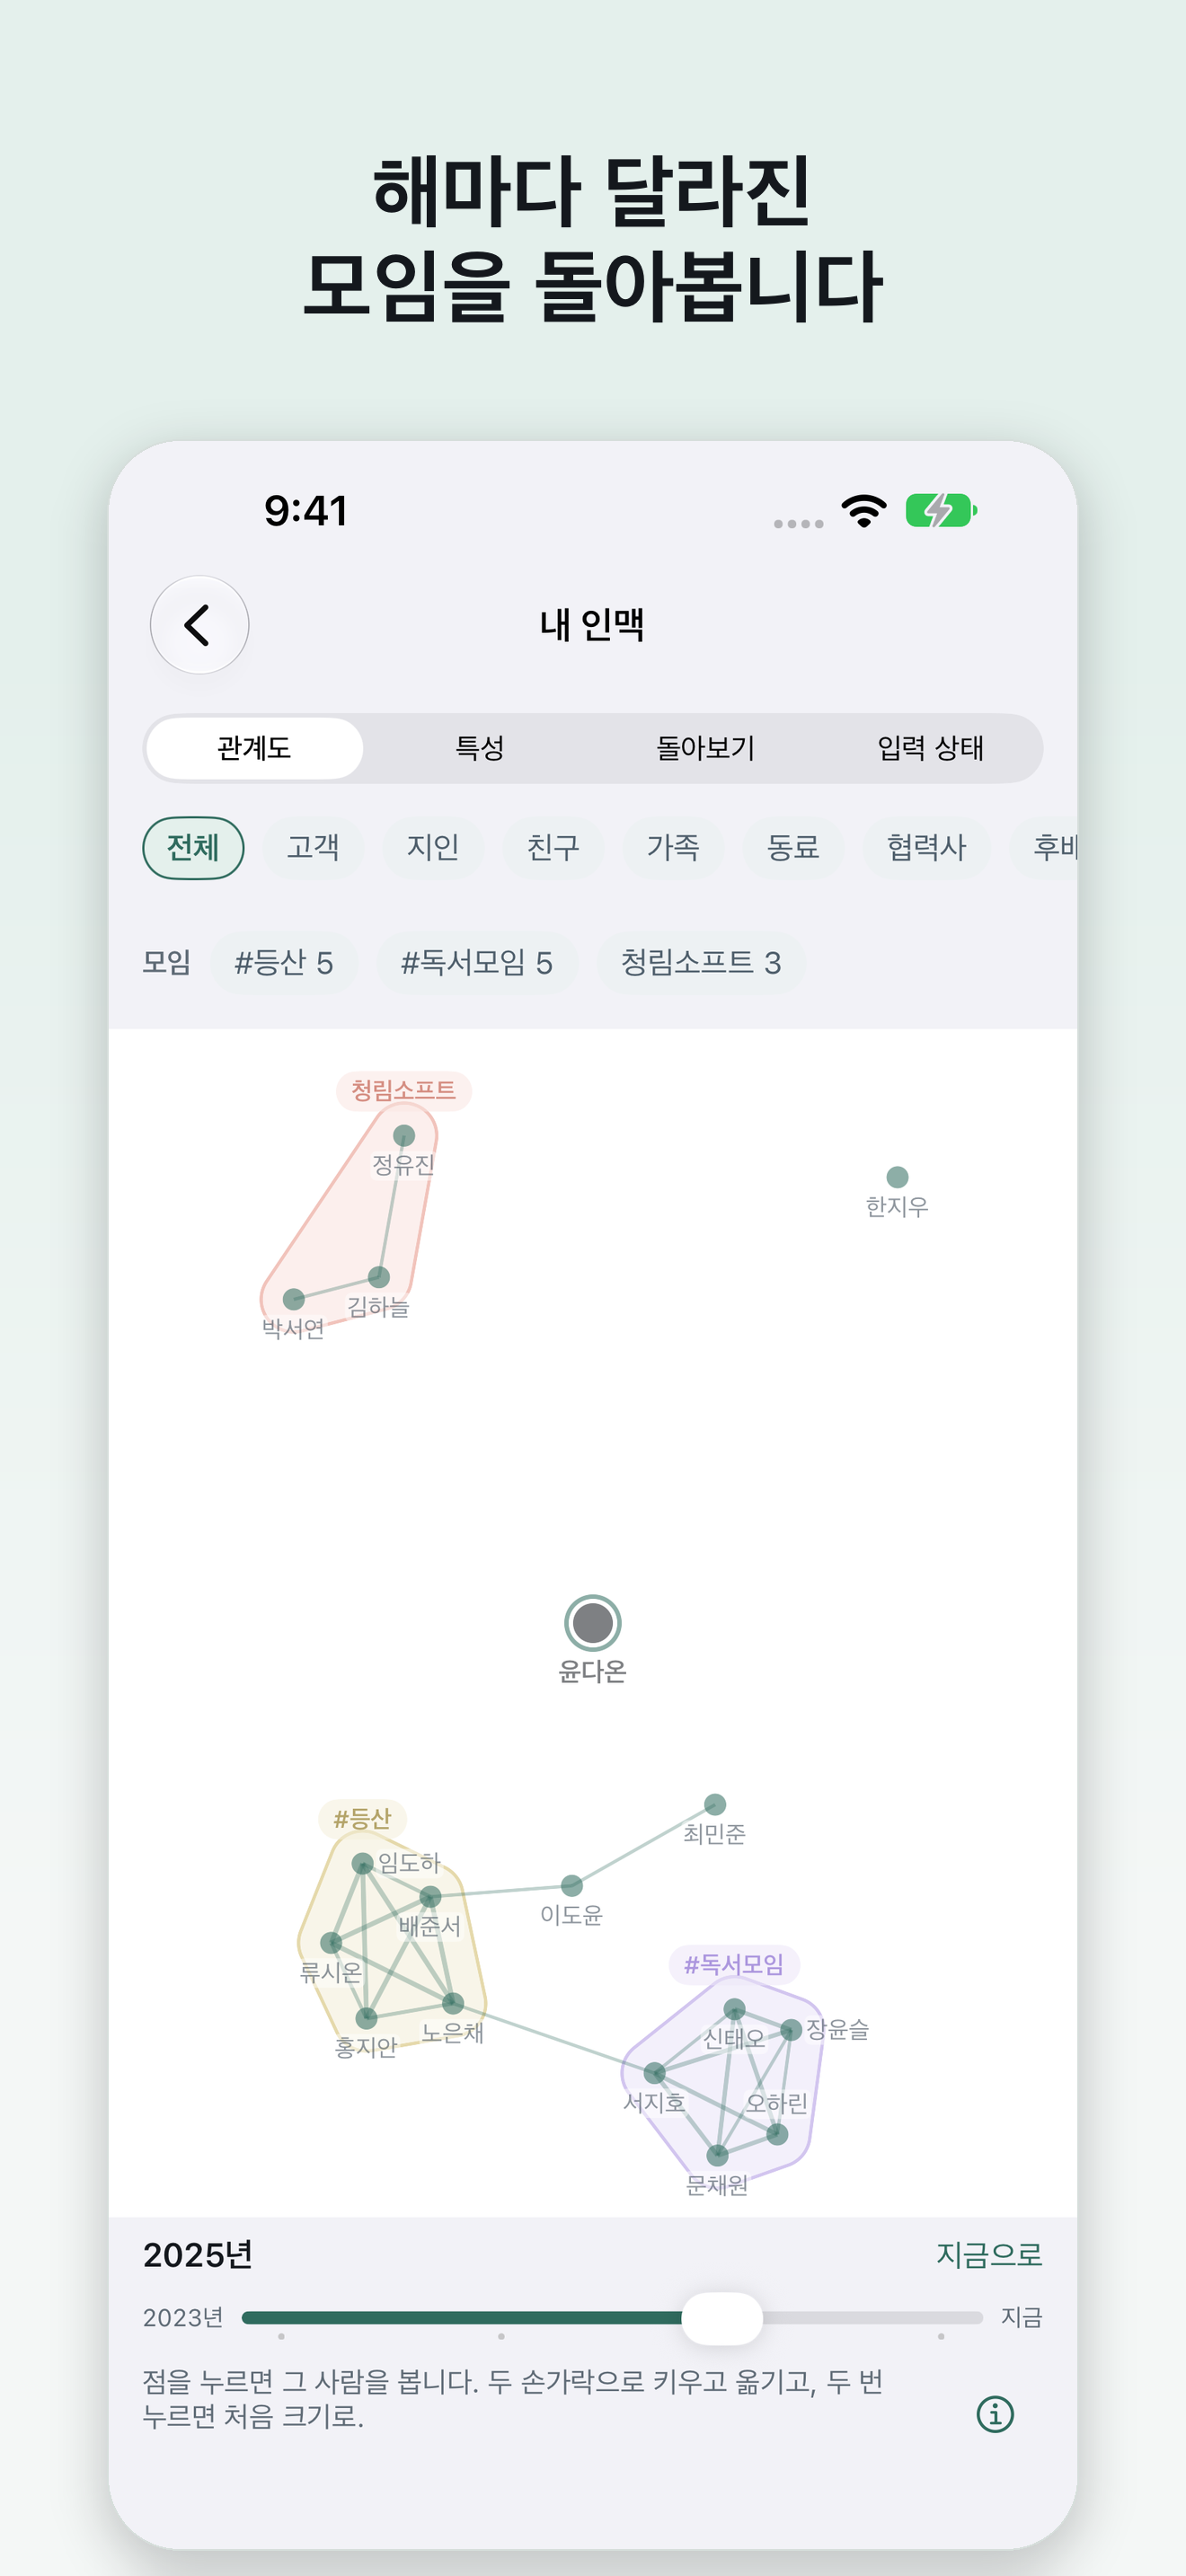 해마다 달라진
모임을 돌아봅니다
9:41
내 인맥
관계도 특성 돌아보기 입력 상태
전체 고객 지인 친구 가족 동료 협력사
모임 #등산 5 #독서모임 5 청림소프트 3
청림소프트
정유진
한지우
김하늘
박서연
윤다온
#등산
최민준
임도하
이도윤
배준서
#독서모임
류시온
장윤슬
노은채
신태오
홍지안
서지호
오하린
문채원
2025년 지금으로
2023년 지금
점을 누르면 그 사람을 봅니다. 두 손가락으로 키우고 옮기고, 두 번
누르면 처음 크기로.